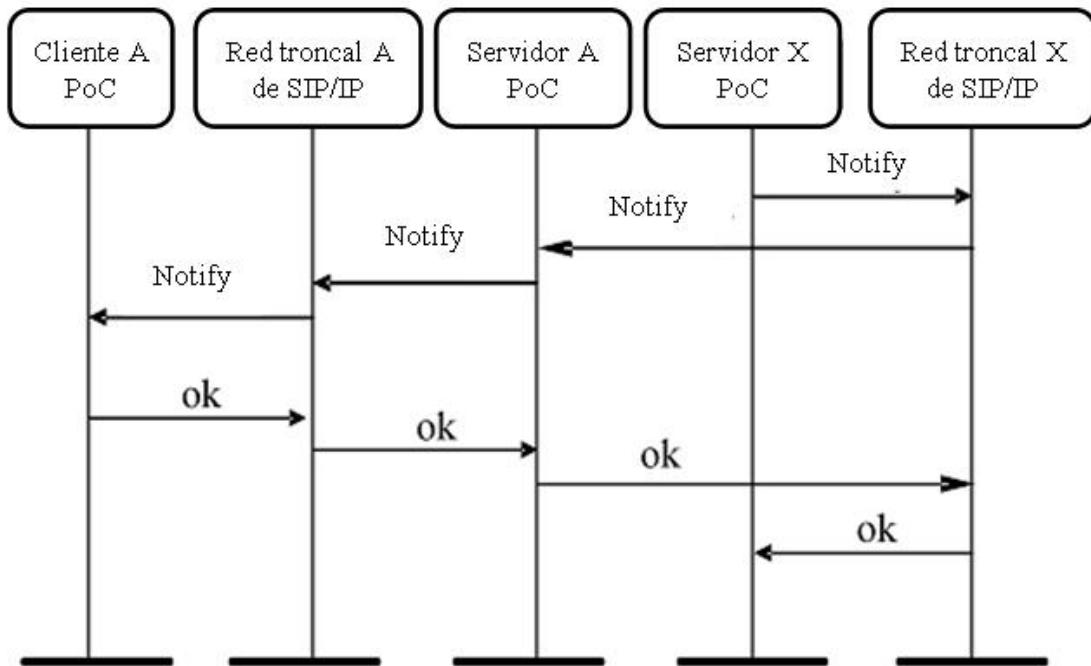 Cliente A
PoC
Red troncal A
de SIP/IP
Servidor A
PoC
Servidor X
PoC
Red troncal X
de SIP/IP
Notify
Notify
Notify
Notify
ok
ok
ok
ok